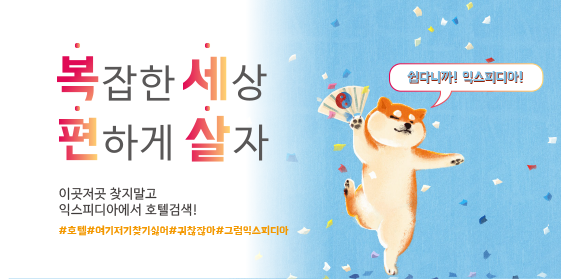 복잡한 세상
편하게 살자
쉽다니까! 익스피디아!
이곳저곳 찾지말고
익스피디아에서 호텔검색!
#호텔#여기저기찾기싫어#귀찮잖아#그럼익스피디아